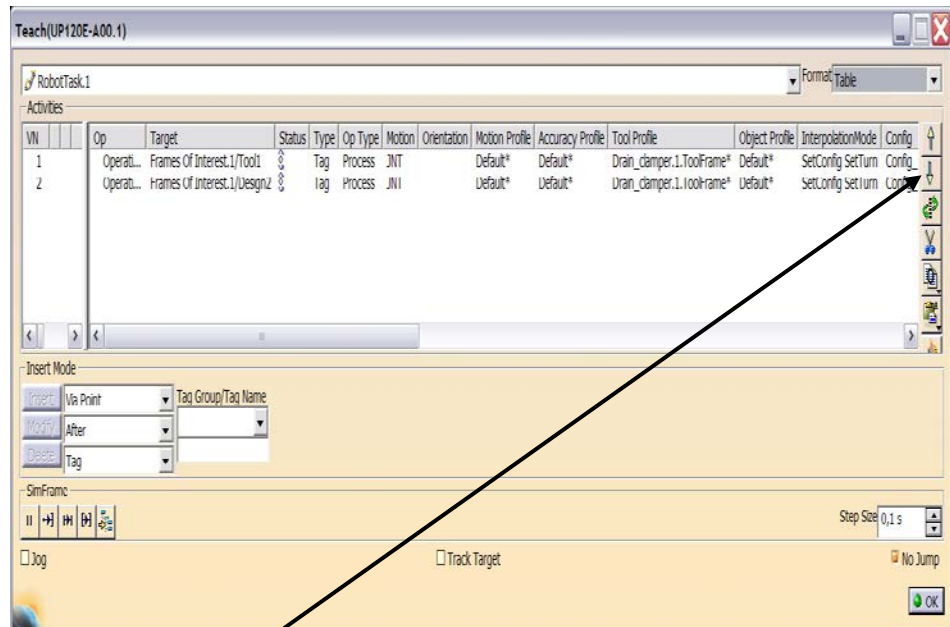 Teach(UP120E-A00.1)
RobotTask.1
Format Table
Activities
VN Op Target Status Type Op Type Motion Orientation Motion Profile Accuracy Profile Tool Profile Object Profile InterpolationMode Config
1 Operati... Frames Of Interest.1/Tool1 Tag Process JNT Default* Default* Drain_damper.1.ToolFrame* Default* SetConfig SetTurn Config_
2 Operati... Frames Of Interest.1/Design2 Tag Process JNT Default* Default* Drain_damper.1.ToolFrame* Default* SetConfig SetTurn Config_
Insert Mode
Insert Via Point Tag Group/Tag Name
Modify After
Delete Tag
SimFrame
Step Size 0,1 s
Jog Track Target No Jump
OK